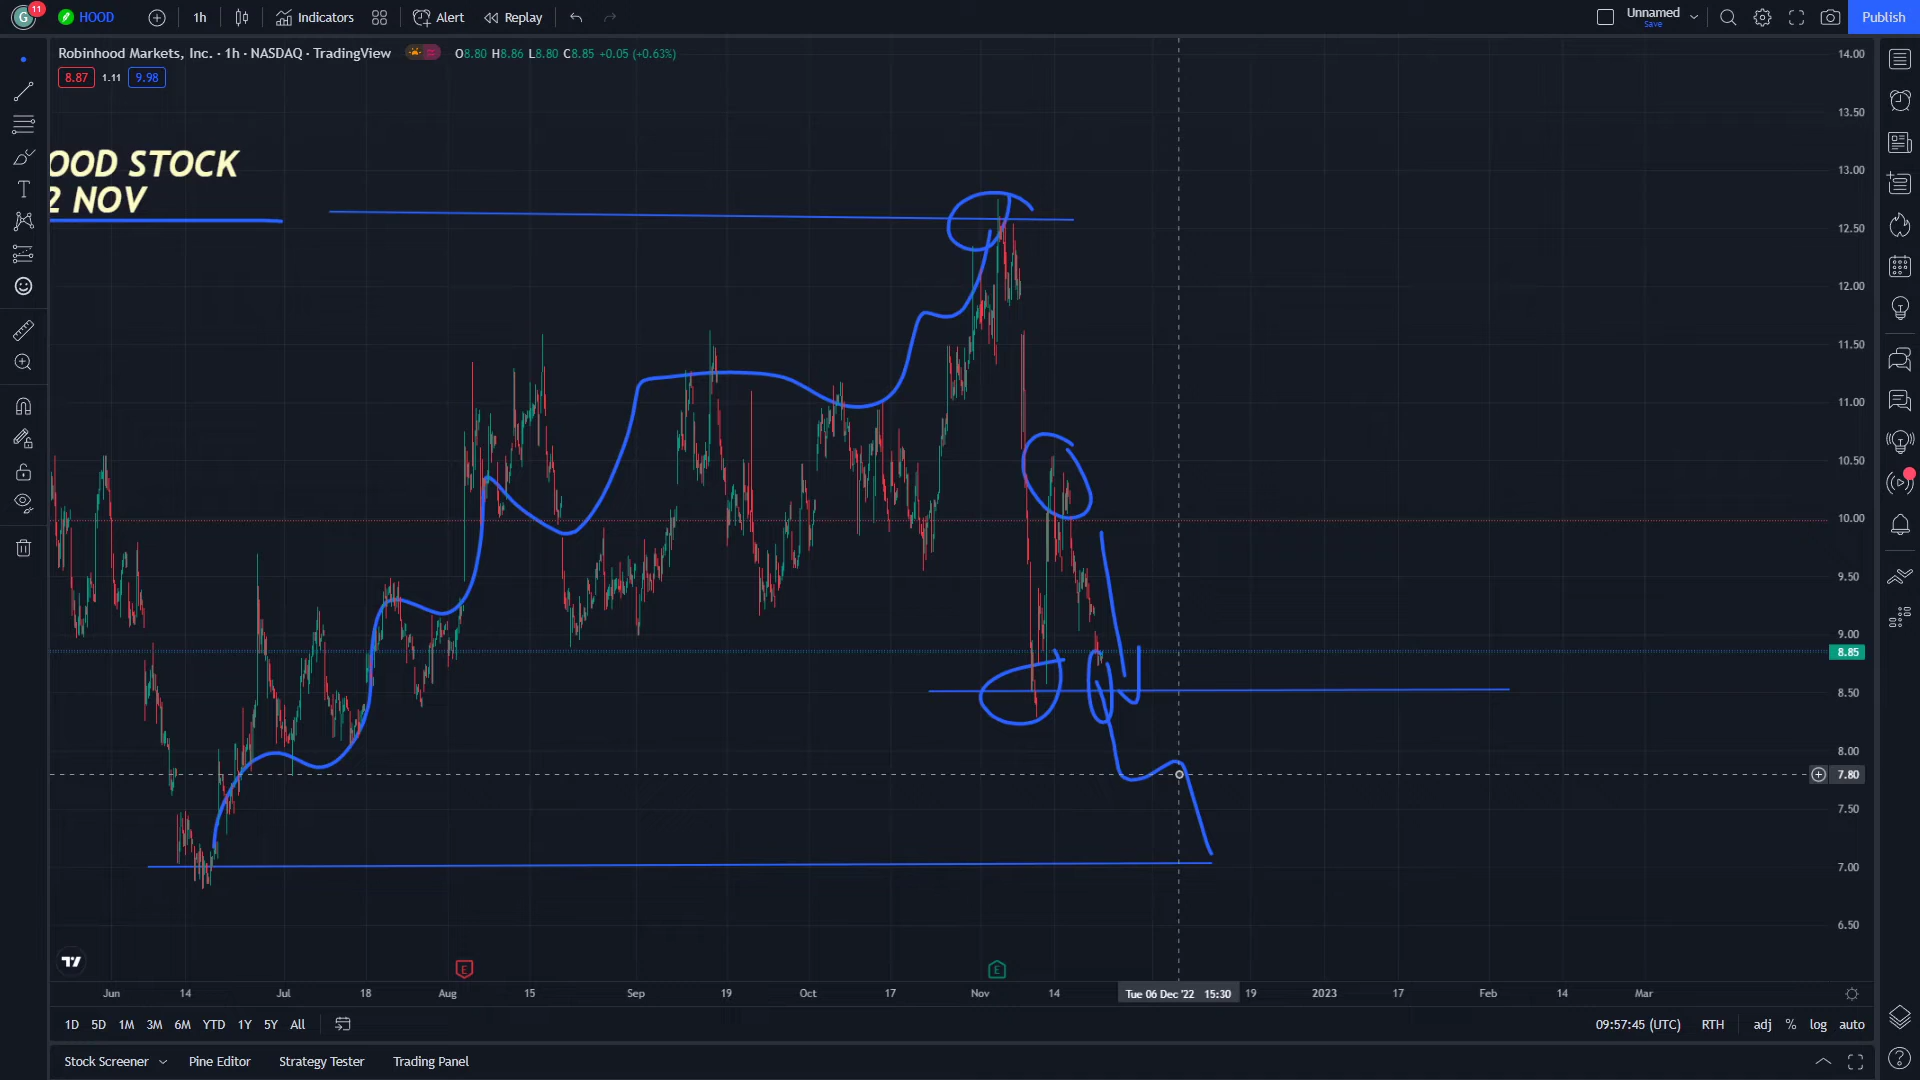 G 11 HOOD 1h Indicators Alert Replay Unnamed Save Publish
Robinhood Markets, Inc. · 1h · NASDAQ · TradingView O8.80 H8.86 L8.80 C8.85 +0.05 (+0.63%)
8.87 1.11 9.98
OOD STOCK
2 NOV
14.00
13.50
13.00
12.50
12.00
11.50
11.00
10.50
10.00
9.50
9.00
8.85
8.50
8.00
7.80
7.50
7.00
6.50
E E
Jun 14 Jul 18 Aug 15 Sep 19 Oct 17 Nov 14 Tue 06 Dec '22 15:30 19 2023 17 Feb 14 Mar
1D 5D 1M 3M 6M YTD 1Y 5Y All 09:57:45 (UTC) RTH adj % log auto
Stock Screener Pine Editor Strategy Tester Trading Panel